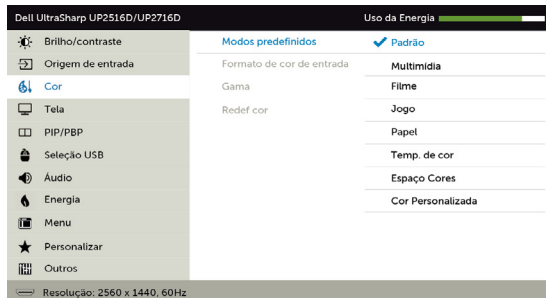 Dell UltraSharp UP2516D/UP2716D
Uso da Energia
Brilho/contraste
Origem de entrada
Cor
Tela
PIP/PBP
Seleção USB
Áudio
Energia
Menu
Personalizar
Outros
Modos predefinidos
Formato de cor de entrada
Gama
Redef cor
Padrão
Multimídia
Filme
Jogo
Papel
Temp. de cor
Espaço Cores
Cor Personalizada
Resolução: 2560 x 1440, 60Hz